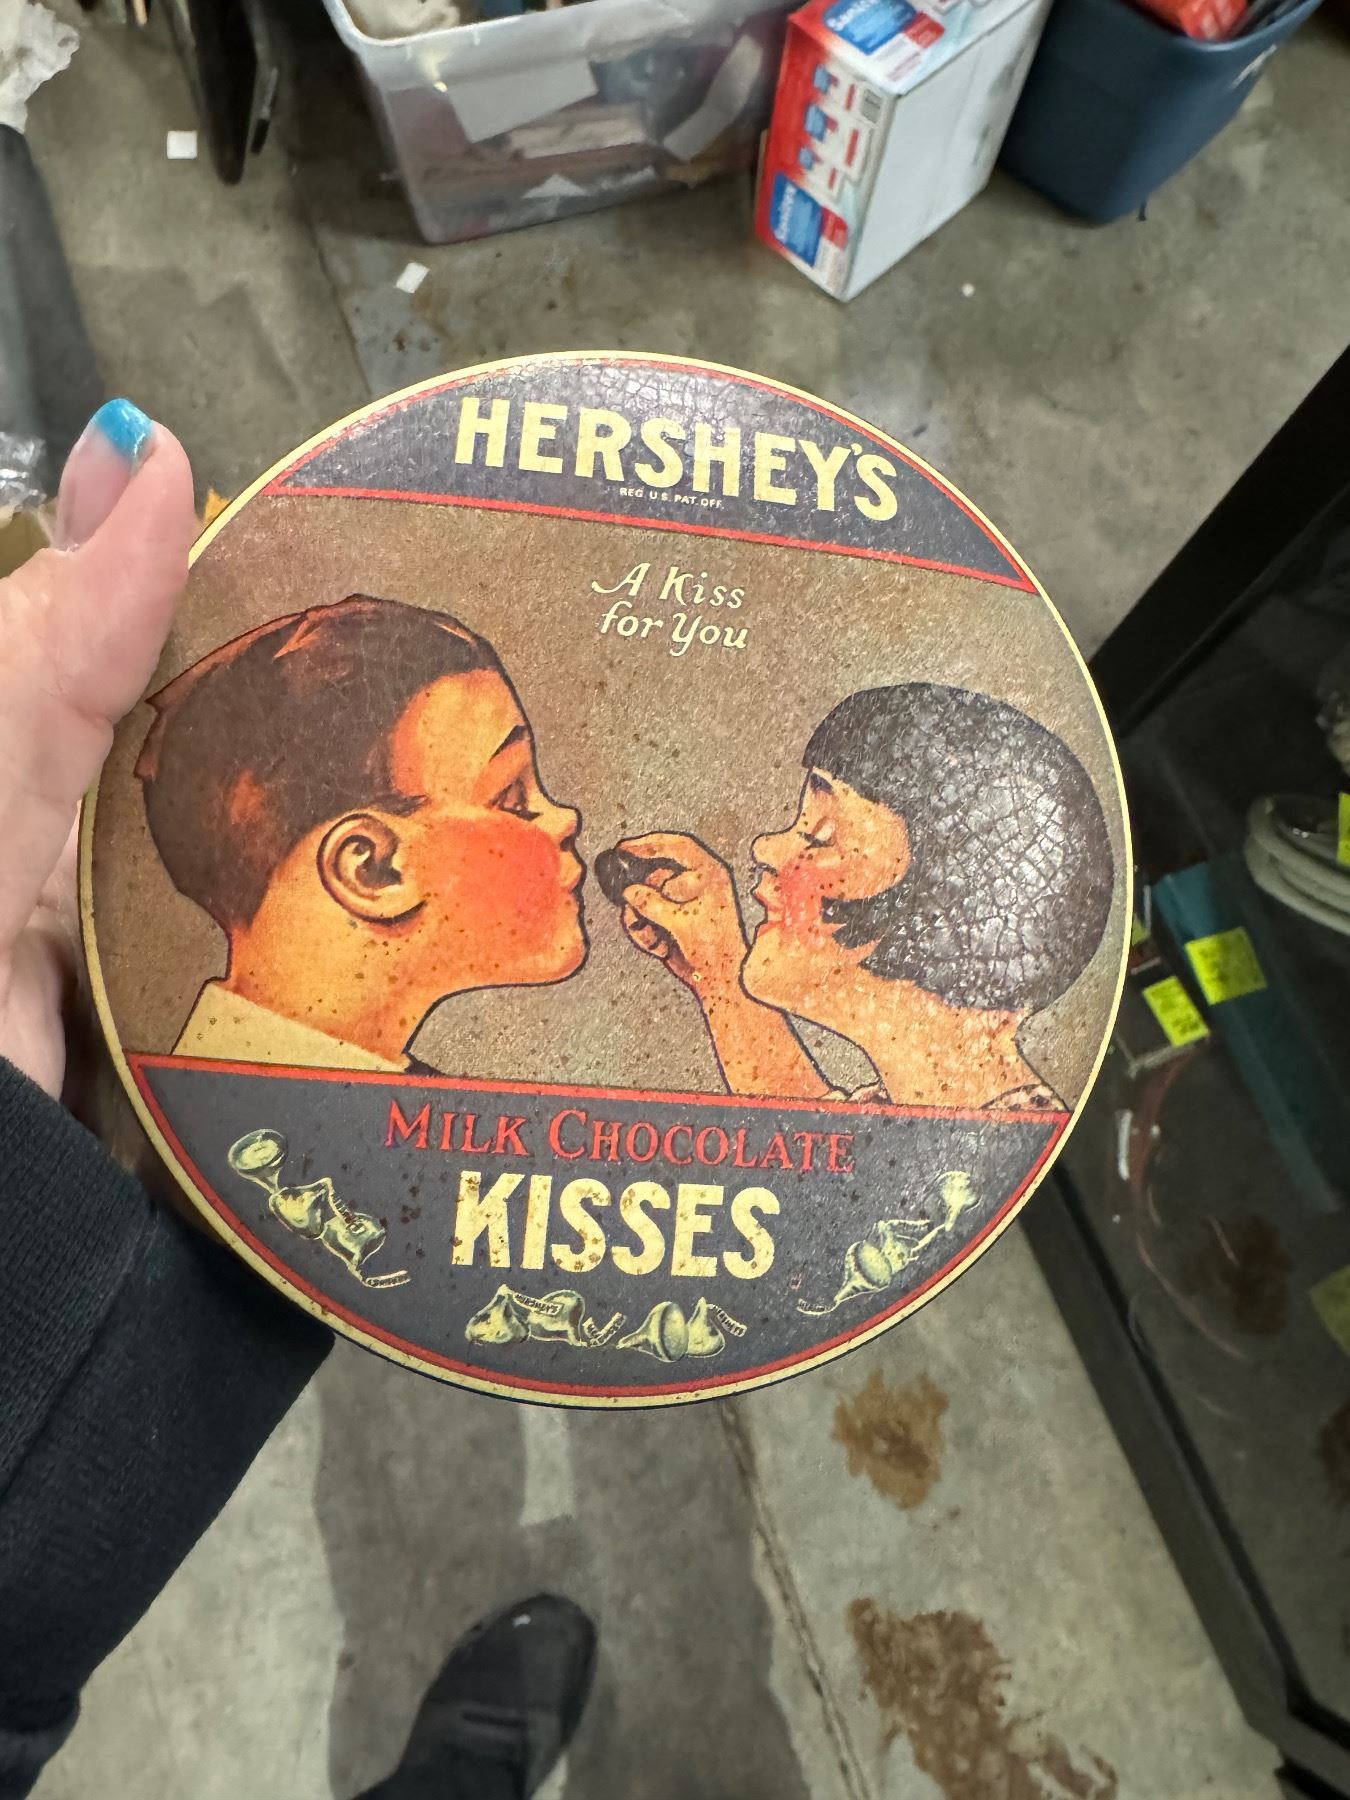 HERSHEY'S
REG. U.S. PAT. OFF.
A Kiss
for You
MILK CHOCOLATE
KISSES